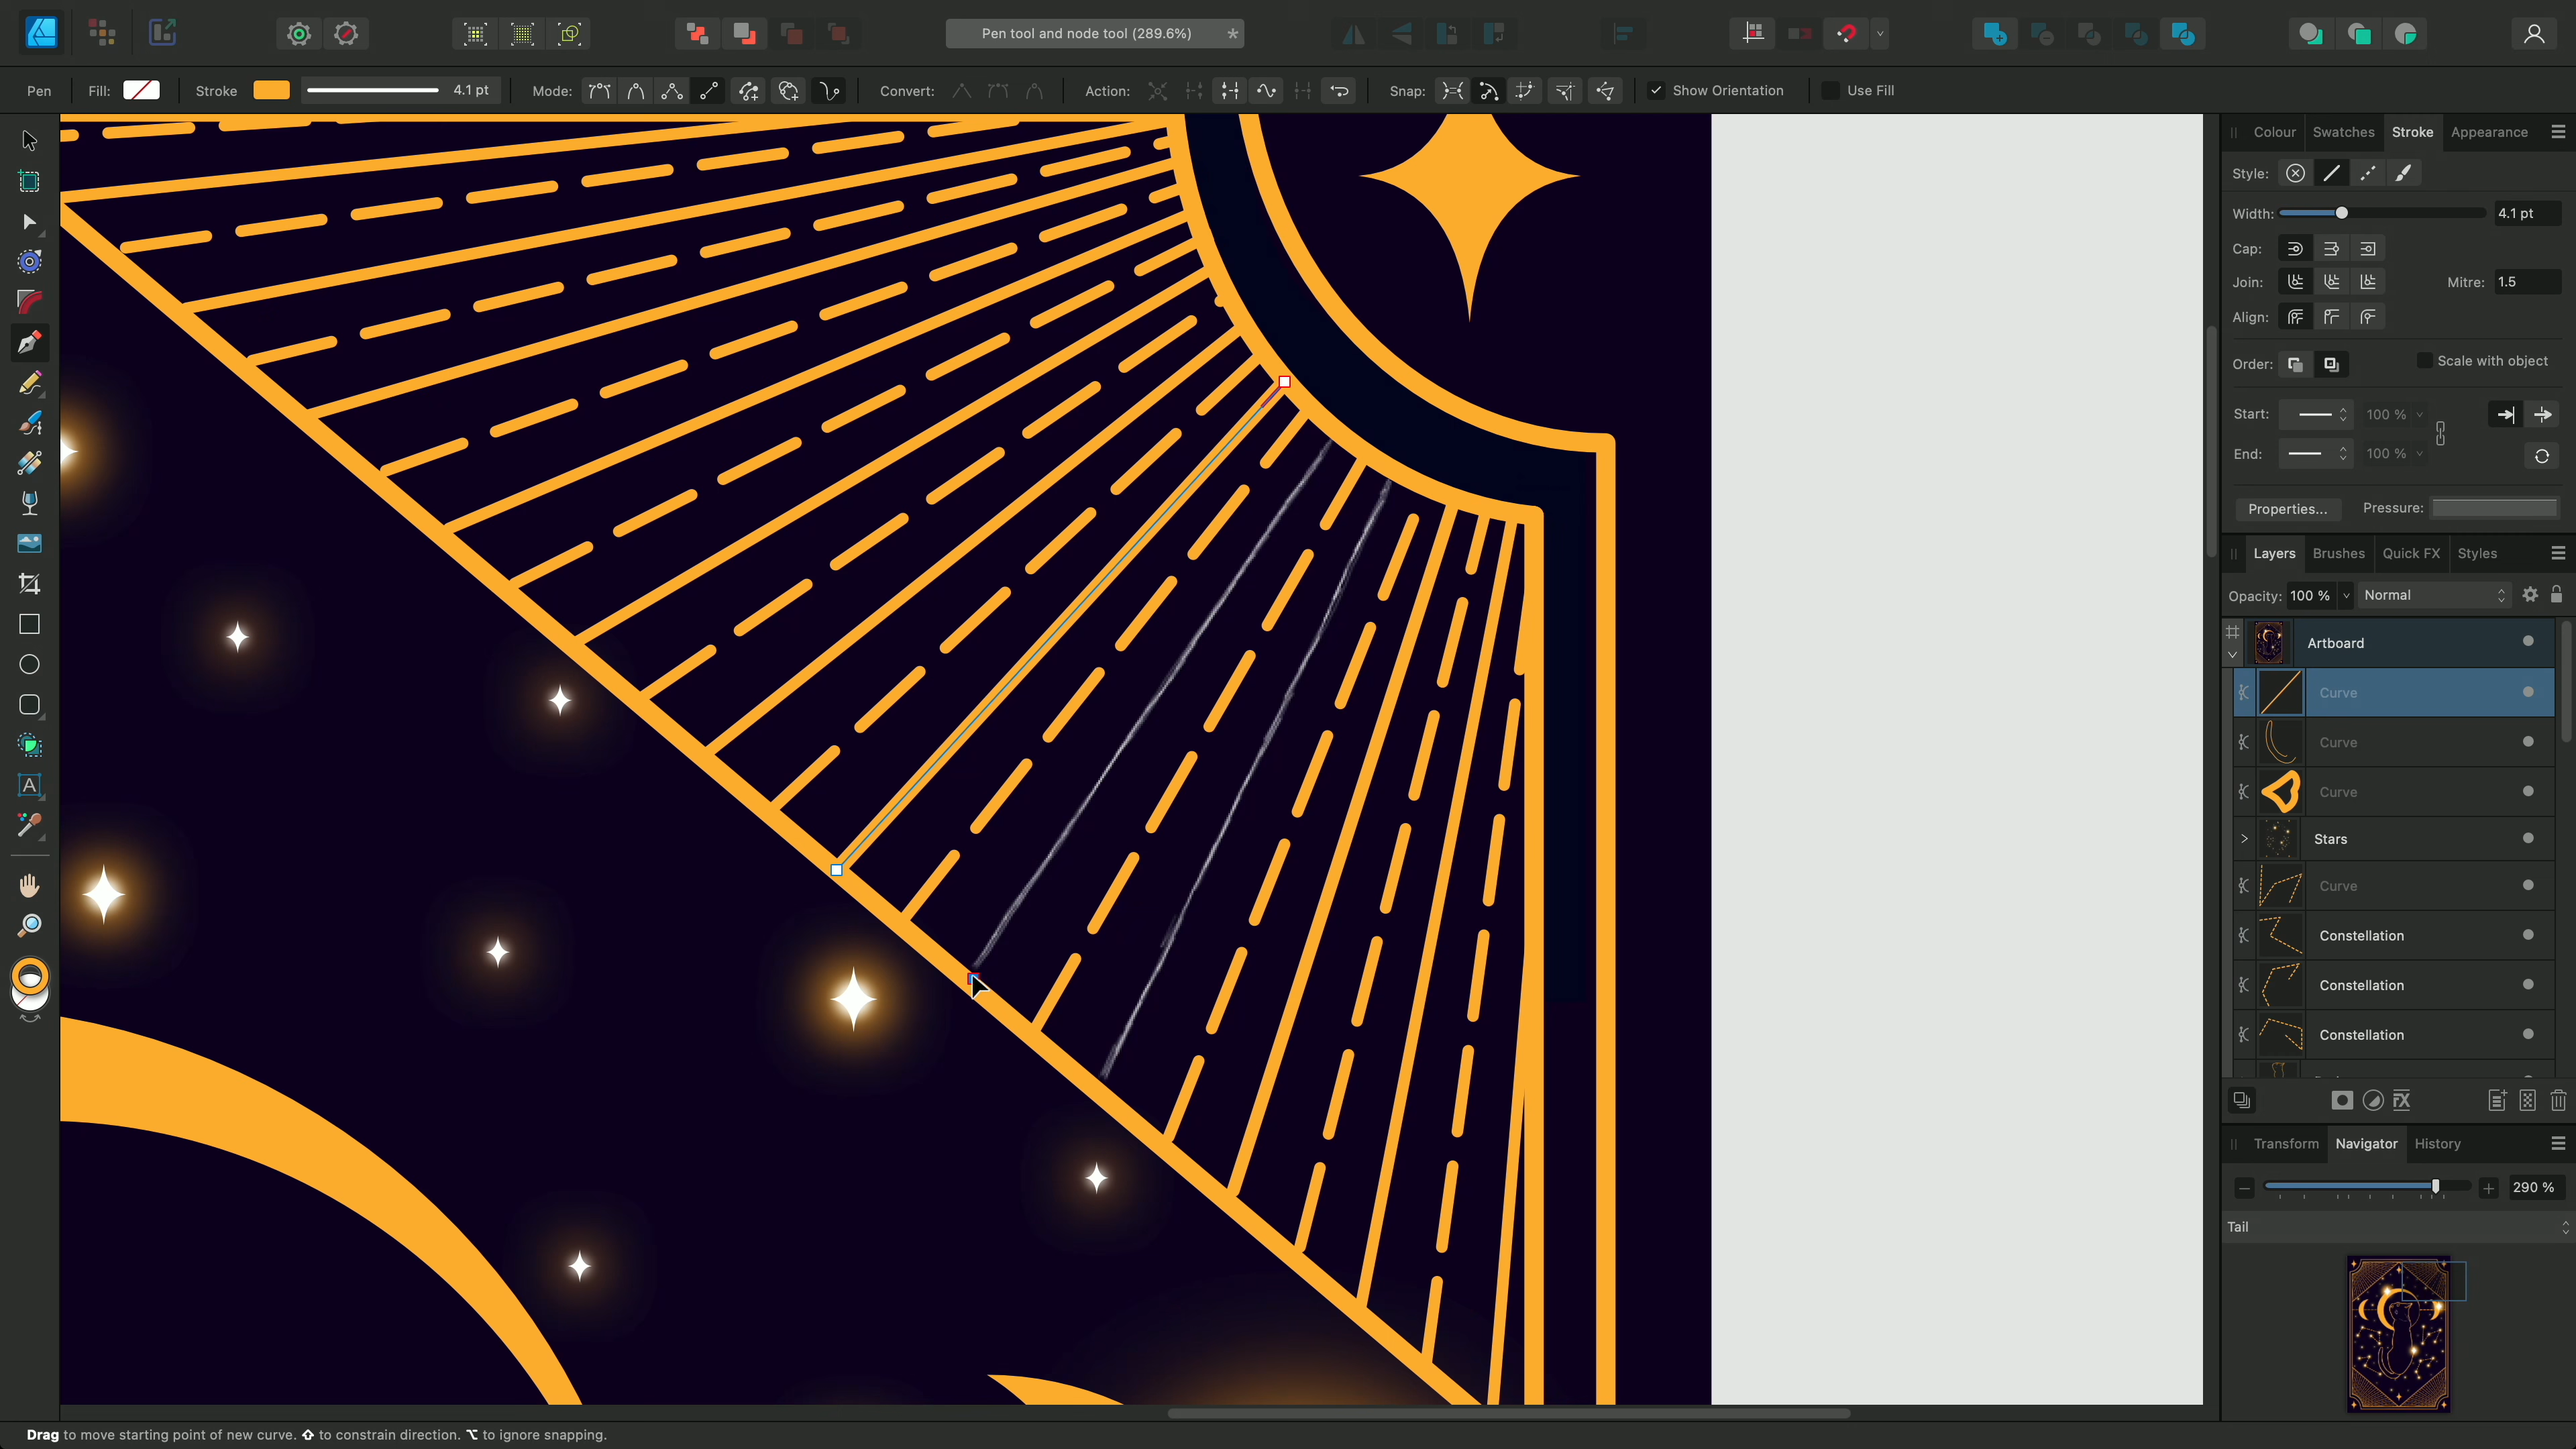 Pen tool and node tool (289.6%)
Pen
Fill:
Stroke
4.1 pt
Mode:
Convert:
Action:
Snap:
Show Orientation
Use Fill
Colour
Swatches
Stroke
Appearance
Style:
Width:
4.1 pt
Cap:
Join:
Mitre:
1.5
Align:
Order:
Scale with object
Start:
100 %
End:
100 %
Properties...
Pressure:
Layers
Brushes
Quick FX
Styles
Opacity:
100 %
Normal
Artboard
Curve
Curve
Curve
Stars
Curve
Constellation
Constellation
Constellation
Transform
Navigator
History
290 %
Tail
Drag to move starting point of new curve. ⇧ to constrain direction. ⌥ to ignore snapping.